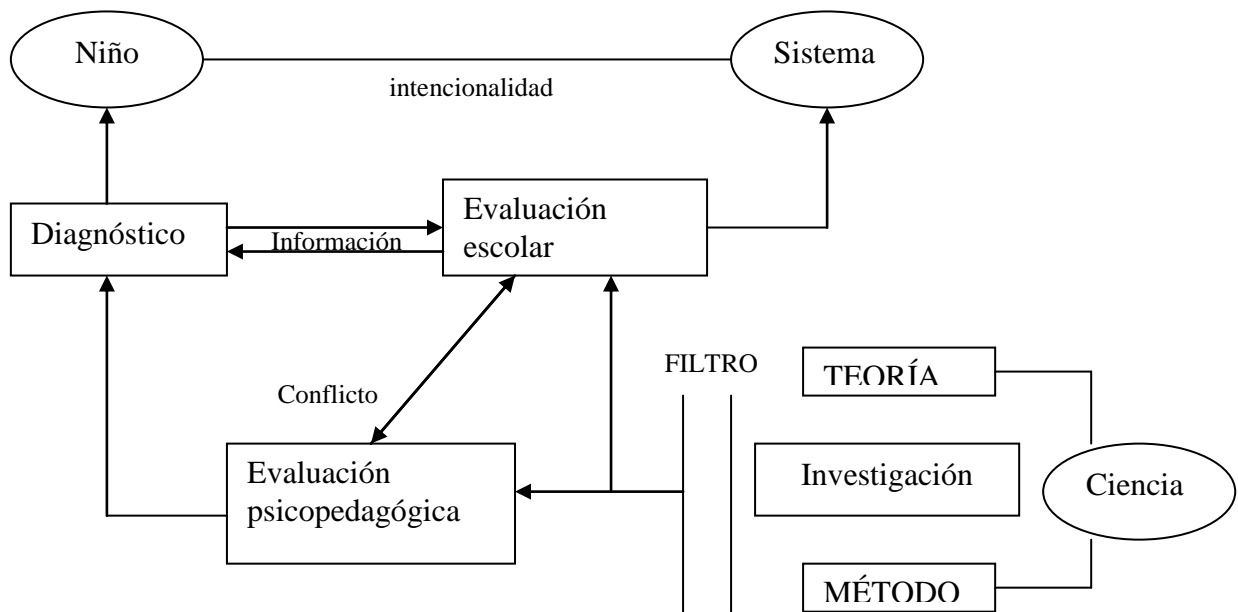 Niño
Sistema
intencionalidad
Diagnóstico
Información
Evaluación
escolar
FILTRO
TEORÍA
Conflicto
Evaluación
psicopedagógica
Investigación
Ciencia
MÉTODO